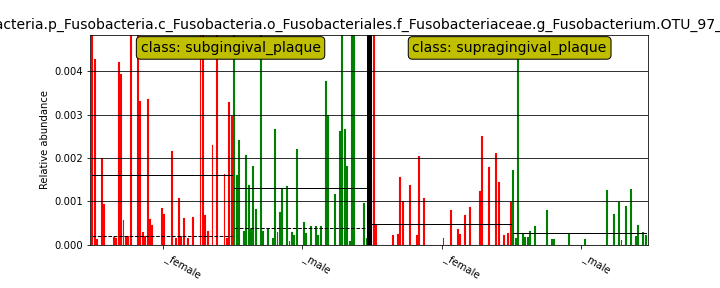 acteria.p_Fusobacteria.c_Fusobacteria.o_Fusobacteriales.f_Fusobacteriaceae.g_Fusobacterium.OTU_97_
class: subgingival_plaque
class: supragingival_plaque
Relative abundance
0.004
0.003
0.002
0.001
0.000
_female
_male
_female
_male